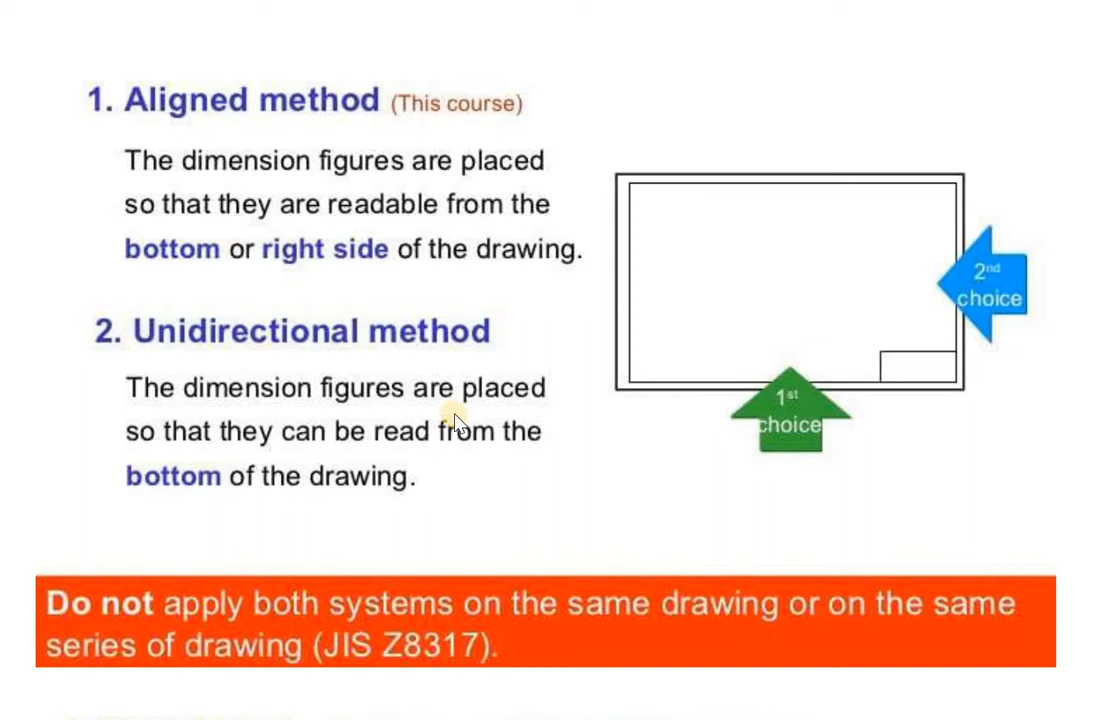 1. Aligned method (This course)
The dimension figures are placed
so that they are readable from the
bottom or right side of the drawing.
2. Unidirectional method
The dimension figures are placed
so that they can be read from the
bottom of the drawing.
2nd
choice
1st
choice
Do not apply both systems on the same drawing or on the same
series of drawing (JIS Z8317).